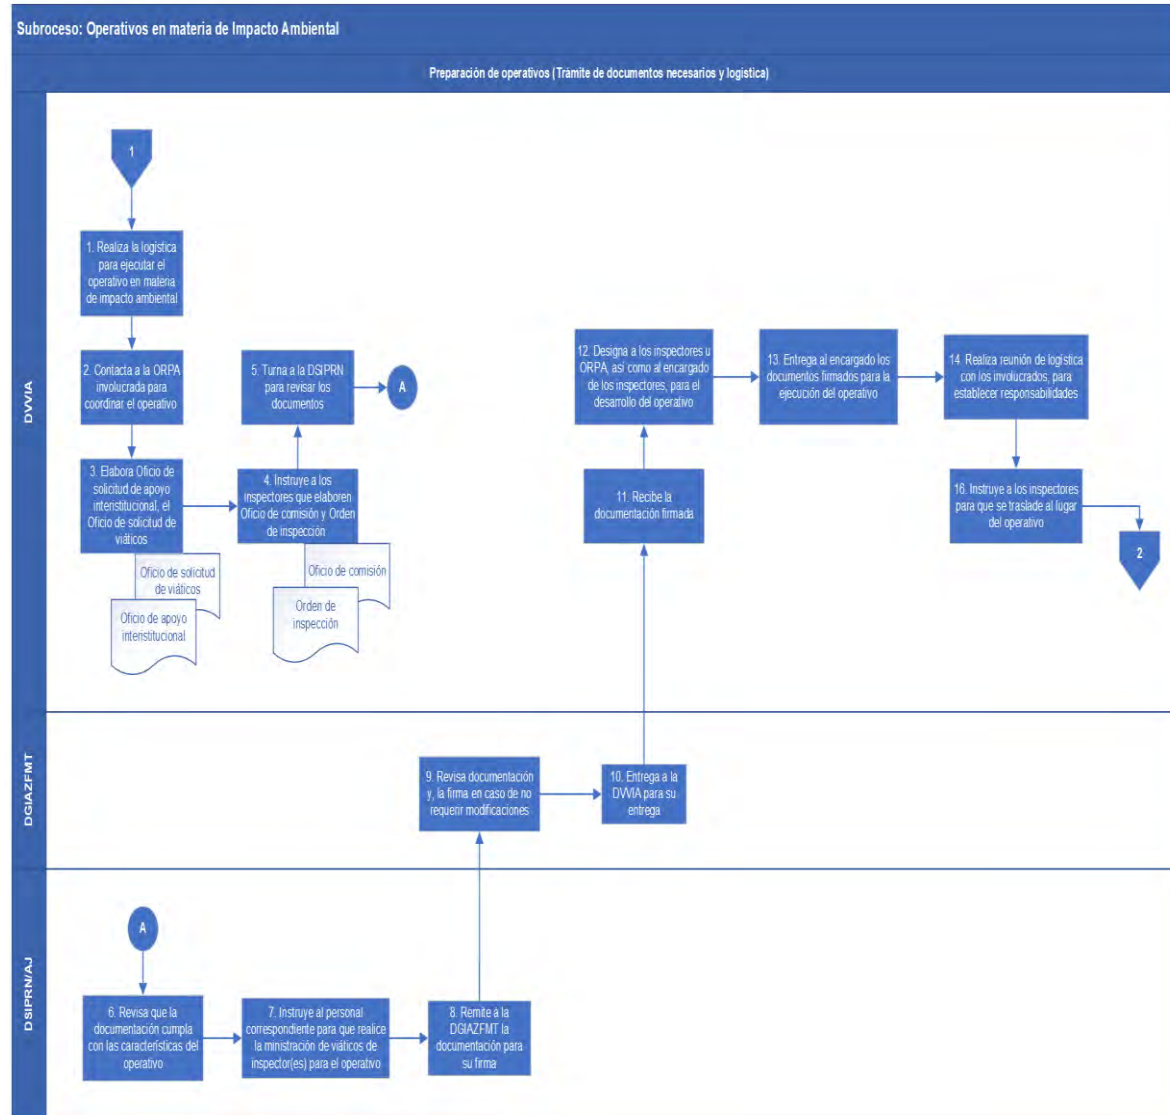 Subproceso: Operativos en materia de Impacto Ambiental
Preparación de operativos (Trámite de documentos necesarios y logística)
DVVIA
1
1. Realiza la logística
para ejecutar el
operativo en materia
de impacto ambiental
2. Contacta a la ORPA
involucrada para
coordinar el operativo
3. Elabora Oficio de
solicitud de apoyo
interistitucional, el
Oficio de solicitud de
viáticos
Oficio de solicitud
de viáticos
Oficio de apoyo
interistitucional
4. Instruye a los
inspectores que elaboren
Oficio de comisión y Orden
de inspección
Oficio de comisión
Orden de
inspección
5. Turna a la DSIPRN
para revisar los
documentos
A
12. Designa a los inspectores u
ORPA, así como al encargado
de los inspectores, para el
desarrollo del operativo
13. Entrega al encargado los
documentos firmados para la
ejecución del operativo
14. Realiza reunión de logística
con los involucrados, para
establecer responsabilidades
11. Recibe la
documentación firmada
16. Instruye a los inspectores
para que se traslade al lugar
del operativo
2
DGIAZFMT
9. Revisa documentación
y, la firma en caso de no
requerir modificaciones
10. Entrega a la
DVVIA para su
entrega
DSIPRN/AJ
A
6. Revisa que la
documentación cumpla
con las características del
operativo
7. Instruye al personal
correspondiente para que realice
la ministración de viáticos de
inspector(es) para el operativo
8. Remite a la
DGIAZFMT la
documentación para
su firma